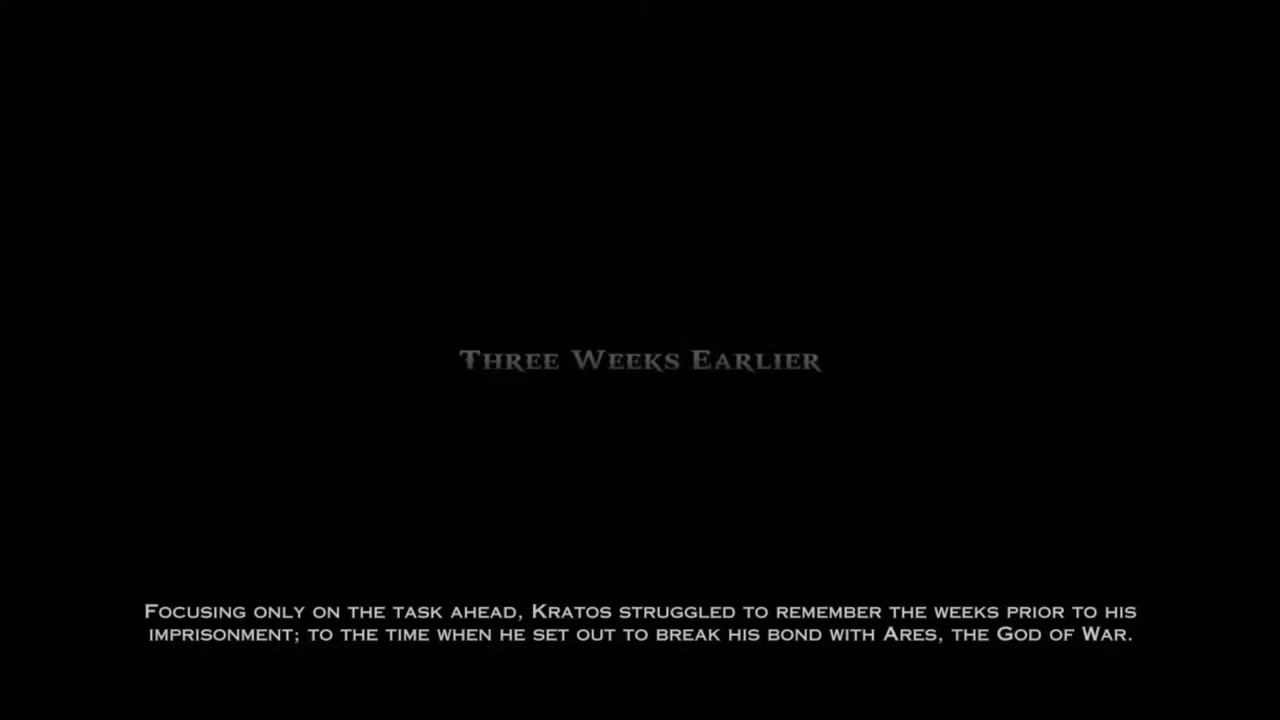 Three Weeks Earlier
Focusing only on the task ahead, Kratos struggled to remember the weeks prior to his
imprisonment; to the time when he set out to break his bond with Ares, the God of War.